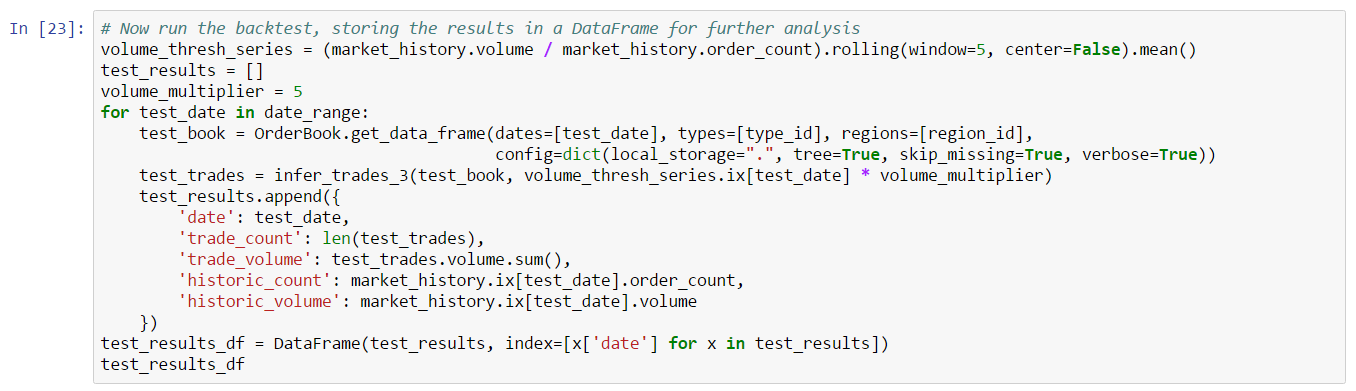 In [23]: # Now run the backtest, storing the results in a DataFrame for further analysis
volume_thresh_series = (market_history.volume / market_history.order_count).rolling(window=5, center=False).mean()
test_results = []
volume_multiplier = 5
for test_date in date_range:
    test_book = OrderBook.get_data_frame(dates=[test_date], types=[type_id], regions=[region_id],
                                         config=dict(local_storage=".", tree=True, skip_missing=True, verbose=True))
    test_trades = infer_trades_3(test_book, volume_thresh_series.ix[test_date] * volume_multiplier)
    test_results.append({
        'date': test_date,
        'trade_count': len(test_trades),
        'trade_volume': test_trades.volume.sum(),
        'historic_count': market_history.ix[test_date].order_count,
        'historic_volume': market_history.ix[test_date].volume
    })
test_results_df = DataFrame(test_results, index=[x['date'] for x in test_results])
test_results_df